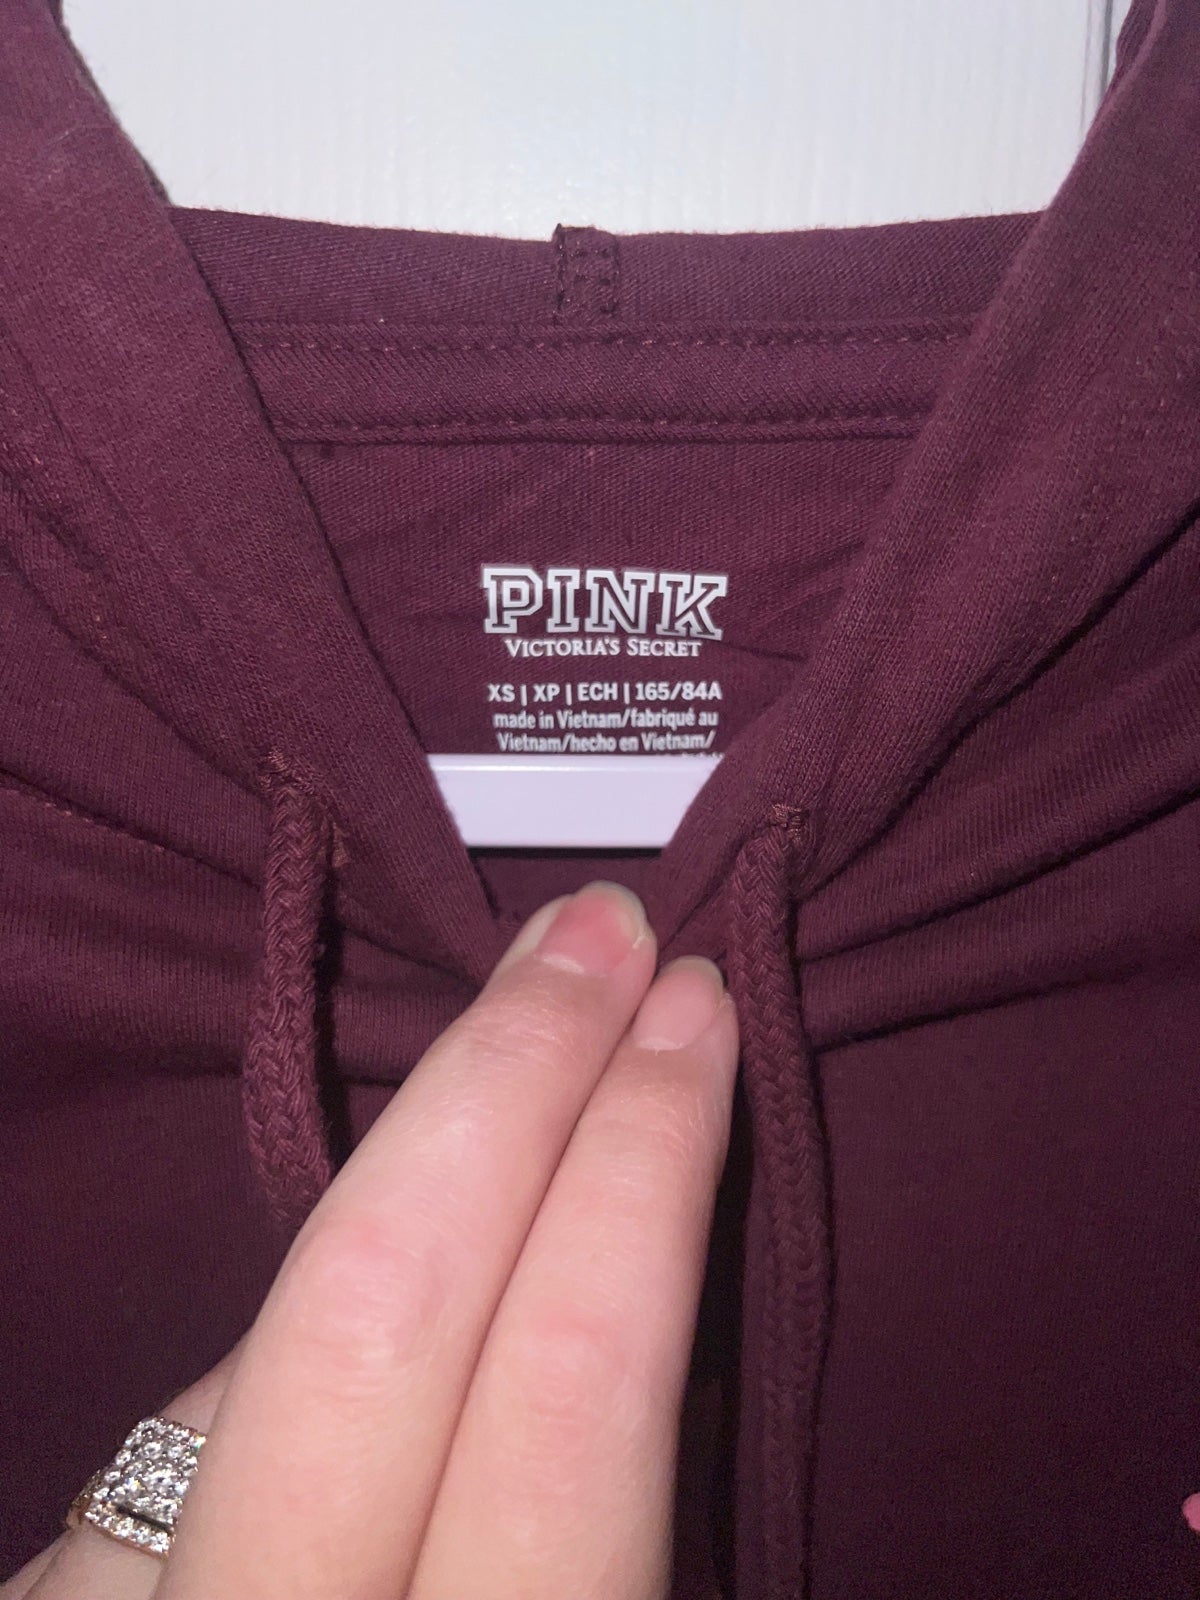 PINK
VICTORIA'S SECRET
XS | XP | ECH | 165/84A
made in Vietnam/fabriqué au
Vietnam/hecho en Vietnam/